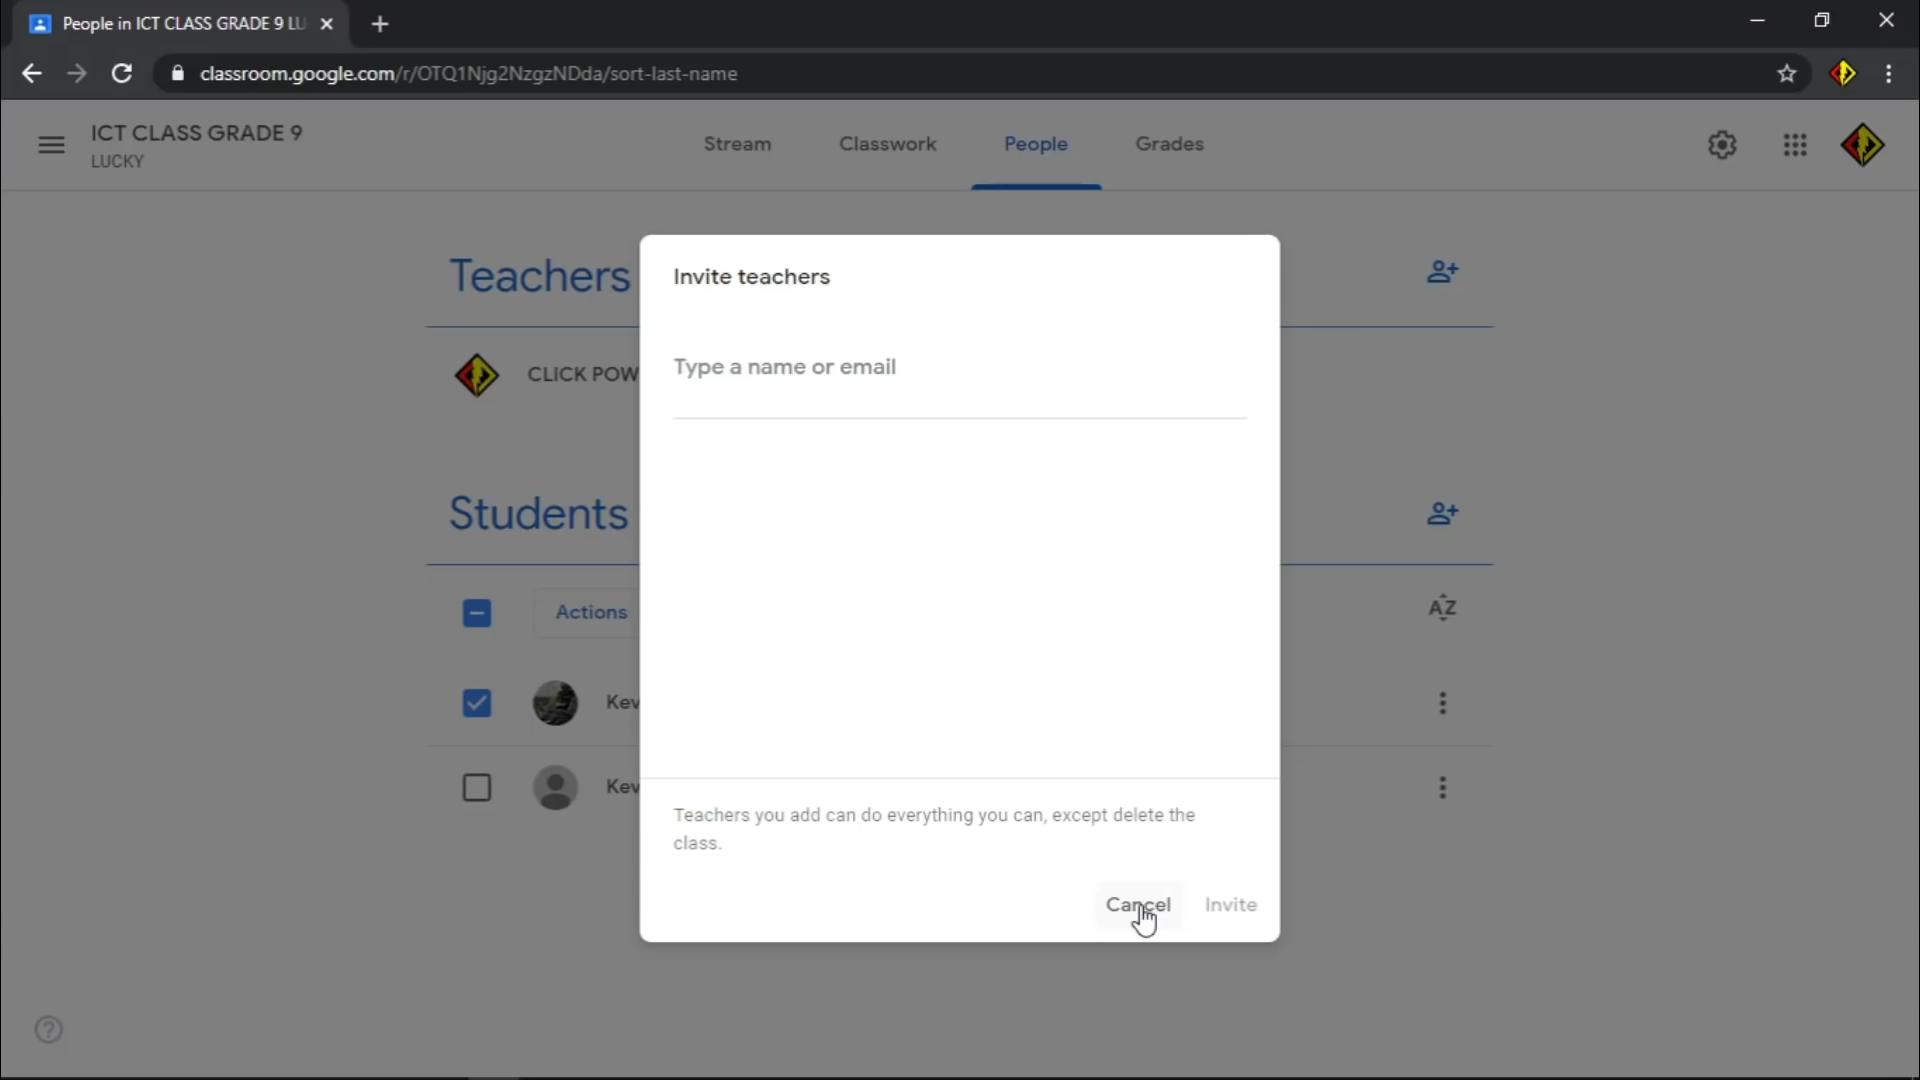 People in ICT CLASS GRADE 9 LU
classroom.google.com/r/OTQ1Njg2NzgzNDda/sort-last-name
ICT CLASS GRADE 9
LUCKY
Stream
Classwork
People
Grades
Teachers
CLICK POW
Invite teachers
Type a name or email
Students
Actions
AZ
Kev
Kev
Teachers you add can do everything you can, except delete the
class.
Cancel
Invite